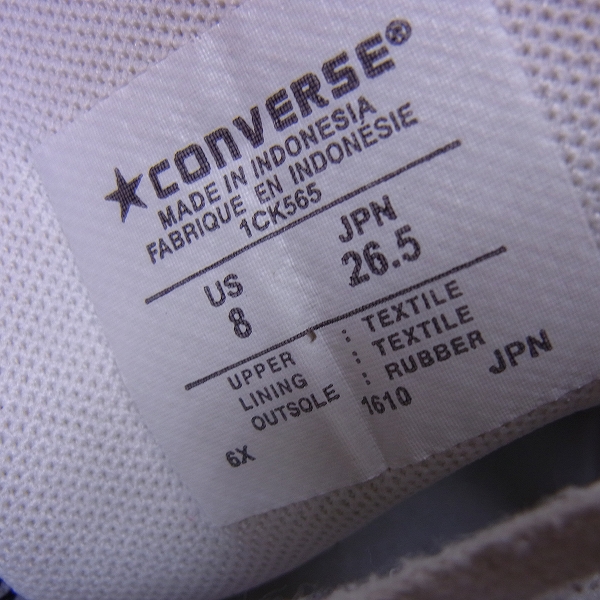 ★CONVERSE®
MADE IN INDONESIA
FABRIQUE EN INDONÉSIE
1CK565
US JPN
8 26.5
UPPER : TEXTILE
LINING : TEXTILE
OUTSOLE : RUBBER
6X 1610 JPN